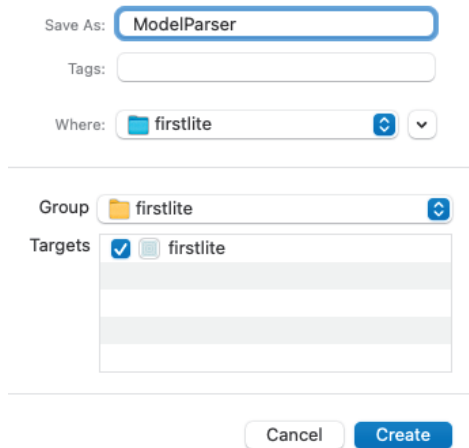 Save As: ModelParser
Tags:
Where: firstlite
Group firstlite
Targets firstlite
Cancel Create